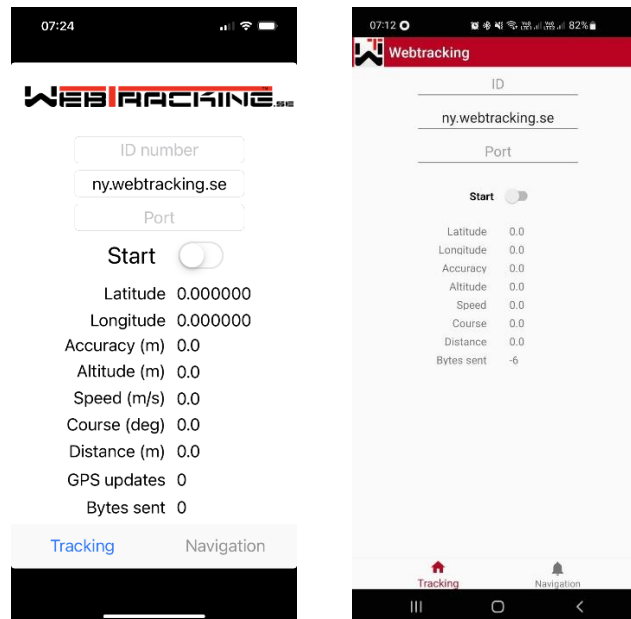 07:24
WEBTRACKING.SE
ID number
ny.webtracking.se
Port
Start
Latitude 0.000000
Longitude 0.000000
Accuracy (m) 0.0
Altitude (m) 0.0
Speed (m/s) 0.0
Course (deg) 0.0
Distance (m) 0.0
GPS updates 0
Bytes sent 0
Tracking Navigation
07:12 82%
Webtracking
ID
ny.webtracking.se
Port
Start
Latitude 0.0
Longitude 0.0
Accuracy 0.0
Altitude 0.0
Speed 0.0
Course 0.0
Distance 0.0
Bytes sent -6
Tracking Navigation